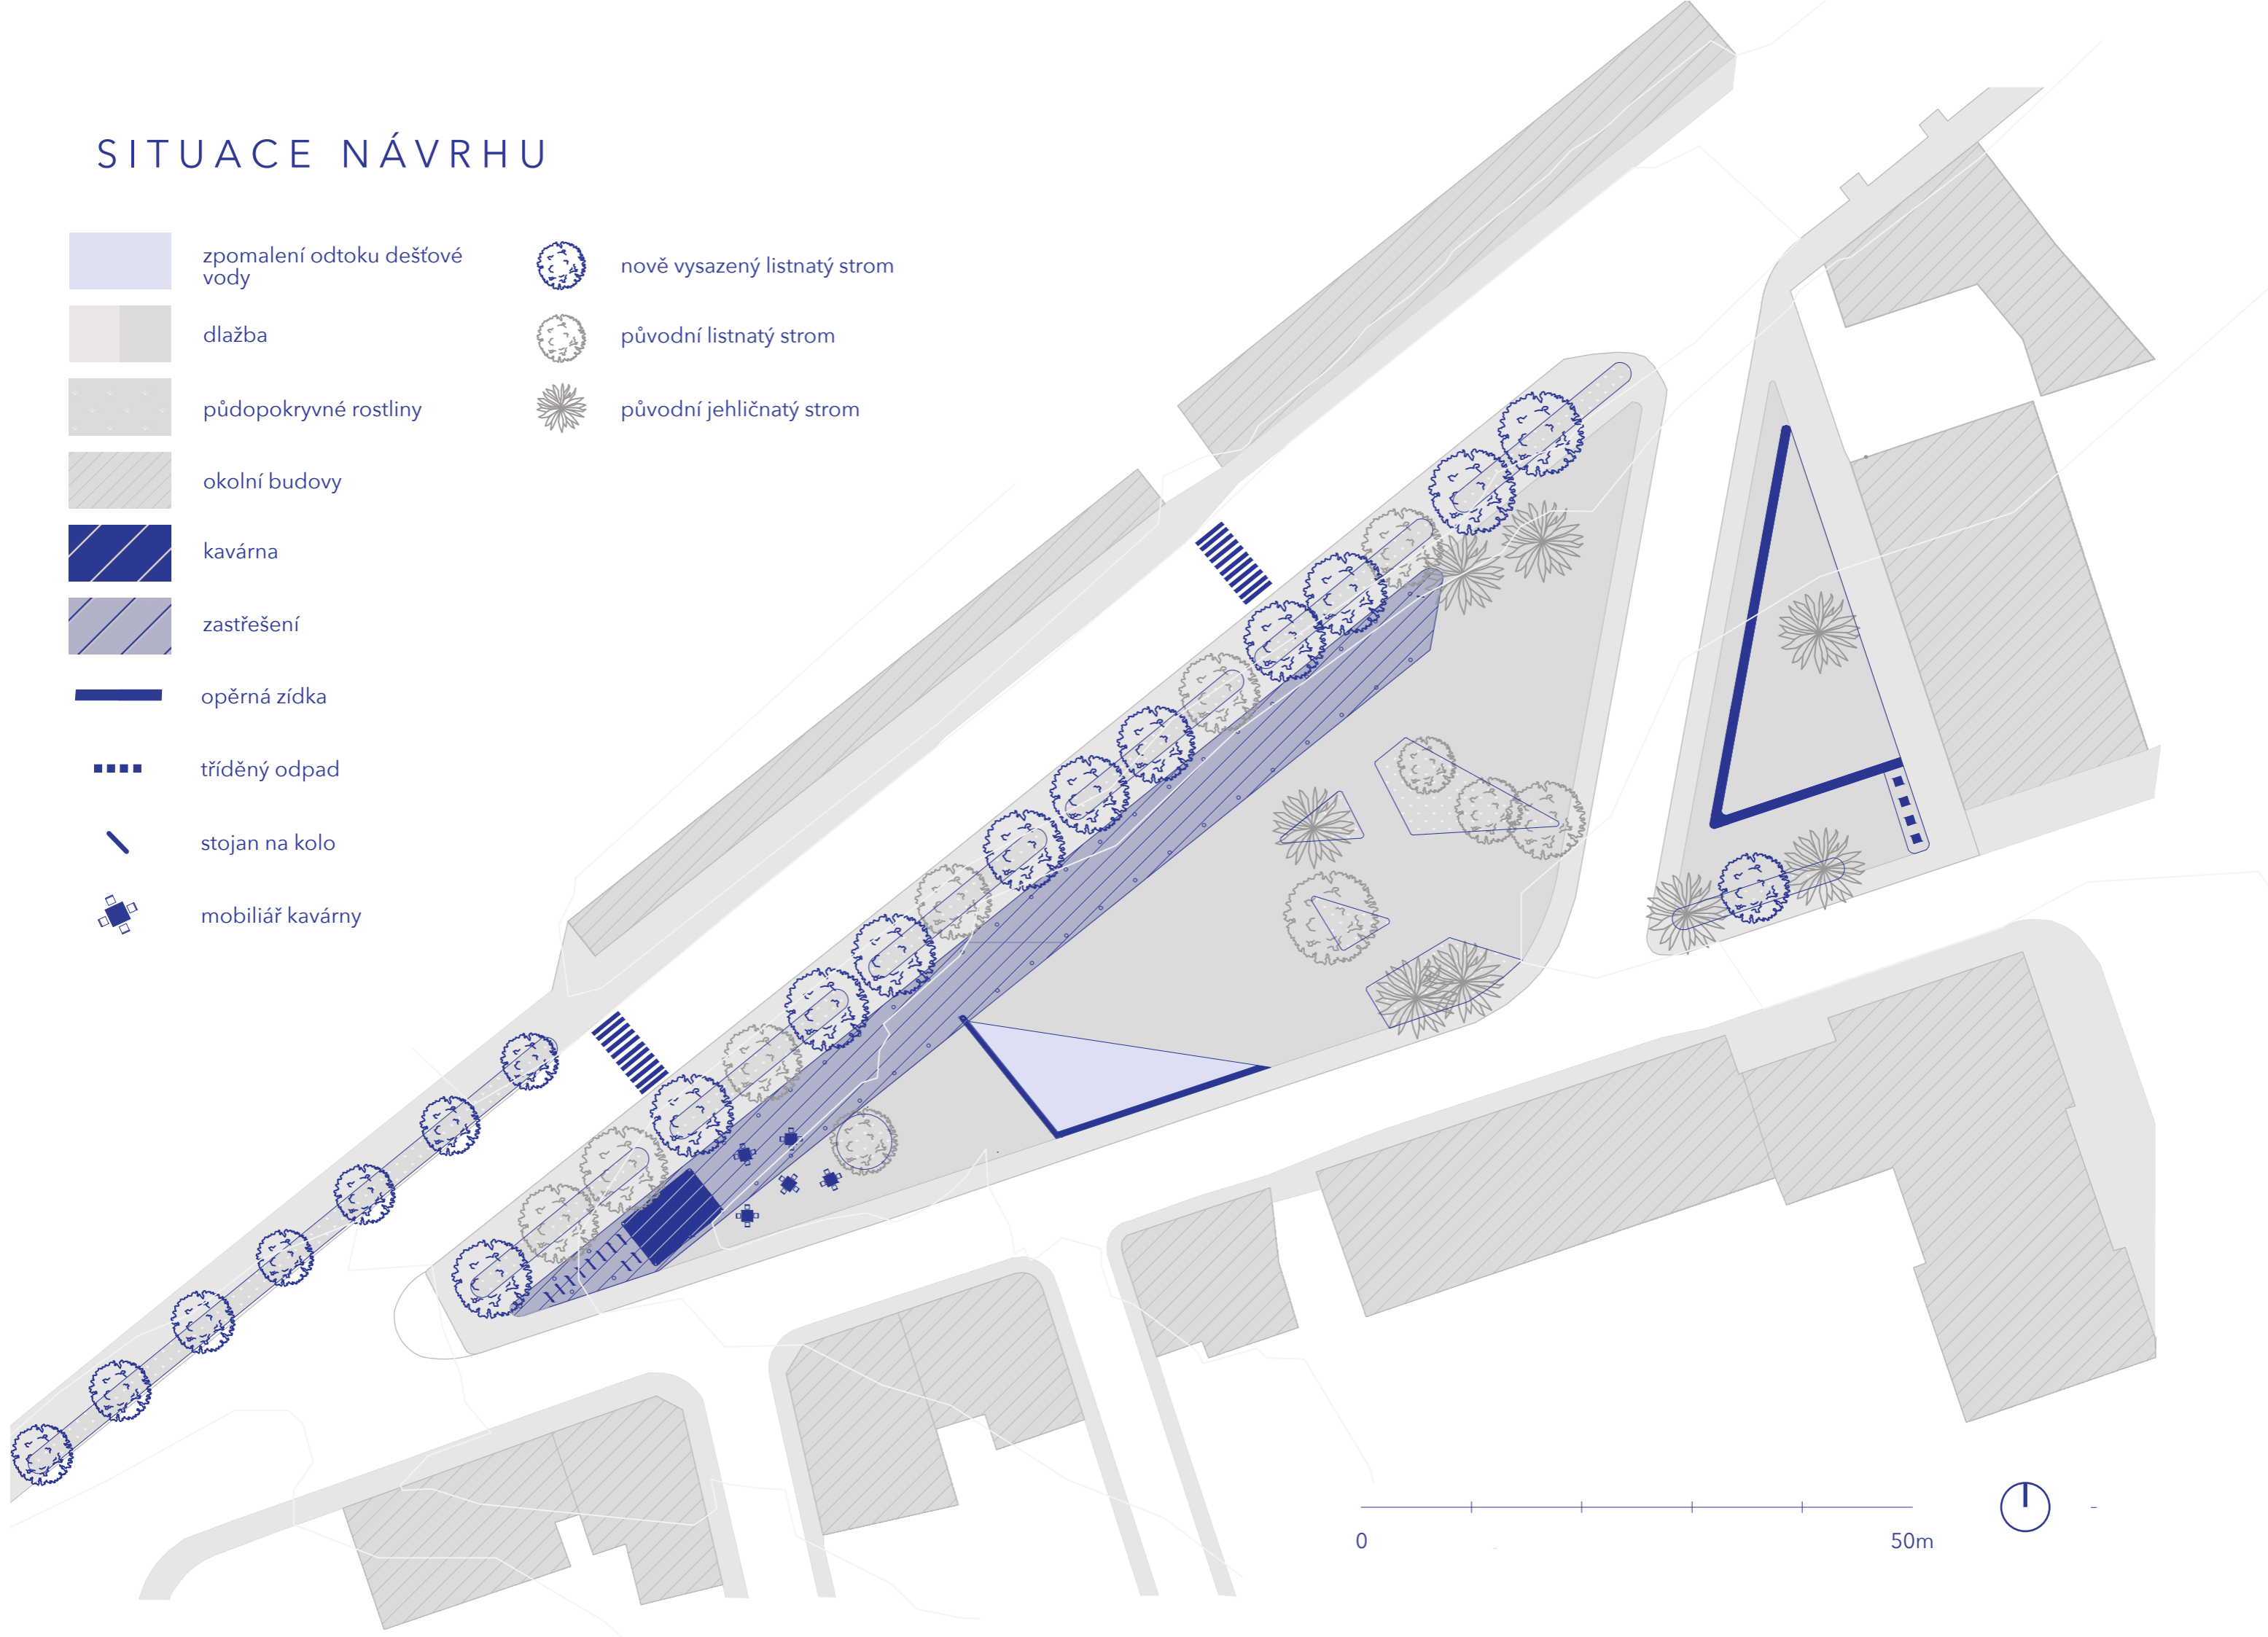 SITUACE NÁVRHU
zpomalení odtoku dešťové
vody
dlažba
půdopokryvné rostliny
okolní budovy
kavárna
zastřešení
opěrná zídka
tříděný odpad
stojan na kolo
mobiliář kavárny
nově vysazený listnatý strom
původní listnatý strom
původní jehličnatý strom
0
50m